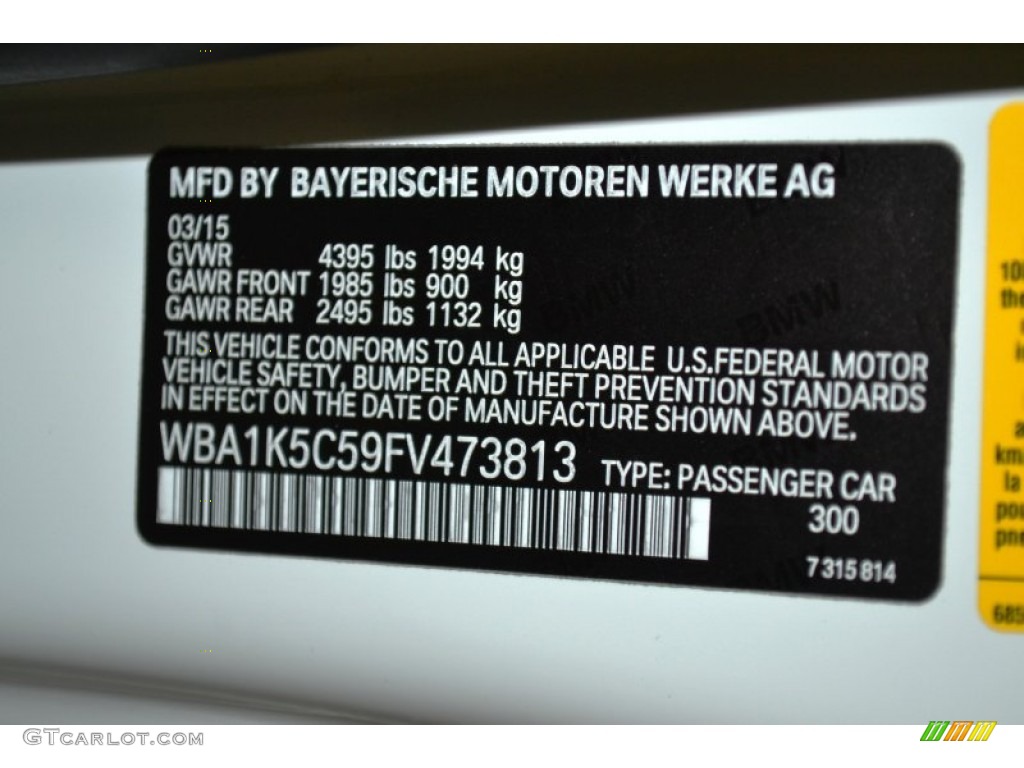 MFD BY BAYERISCHE MOTOREN WERKE AG
03/15
GVWR 4395 lbs 1994 kg
GAWR FRONT 1985 lbs 900 kg
GAWR REAR 2495 lbs 1132 kg
THIS VEHICLE CONFORMS TO ALL APPLICABLE U.S.FEDERAL MOTOR
VEHICLE SAFETY, BUMPER AND THEFT PREVENTION STANDARDS
IN EFFECT ON THE DATE OF MANUFACTURE SHOWN ABOVE.
WBA1K5C59FV473813 TYPE: PASSENGER CAR
300
7 315 814
BMW
BMW
la
GTCARLOT.COM